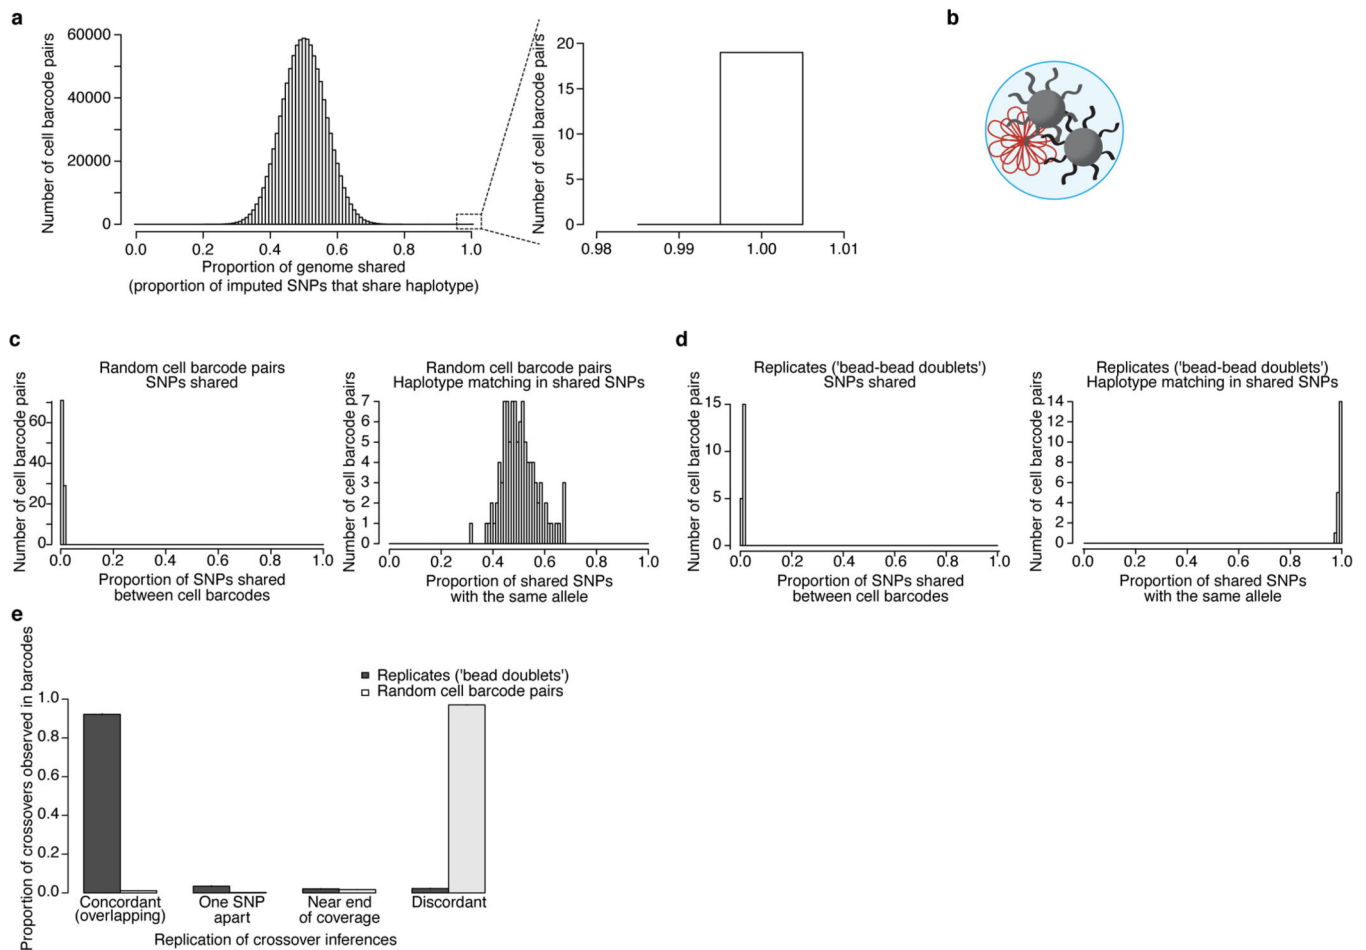 a
Number of cell barcode pairs
60000
40000
20000
0
0.0 0.2 0.4 0.6 0.8 1.0
Proportion of genome shared
(proportion of imputed SNPs that share haplotype)
Number of cell barcode pairs
20
15
10
5
0
0.98 0.99 1.00 1.01
b
c
Random cell barcode pairs
SNPs shared
Number of cell barcode pairs
60
40
20
0
0.0 0.2 0.4 0.6 0.8 1.0
Proportion of SNPs shared
between cell barcodes
Random cell barcode pairs
Haplotype matching in shared SNPs
Number of cell barcode pairs
7
6
5
4
3
2
1
0
0.0 0.2 0.4 0.6 0.8 1.0
Proportion of shared SNPs
with the same allele
d
Replicates ('bead-bead doublets')
SNPs shared
Number of cell barcode pairs
15
10
5
0
0.0 0.2 0.4 0.6 0.8 1.0
Proportion of SNPs shared
between cell barcodes
Replicates ('bead-bead doublets')
Haplotype matching in shared SNPs
Number of cell barcode pairs
14
12
10
8
6
4
2
0
0.0 0.2 0.4 0.6 0.8 1.0
Proportion of shared SNPs
with the same allele
e
Proportion of crossovers observed in barcodes
1.0
0.8
0.6
0.4
0.2
0.0
Replicates ('bead doublets')
Random cell barcode pairs
Concordant
(overlapping)
One SNP
apart
Near end
of coverage
Discordant
Replication of crossover inferences